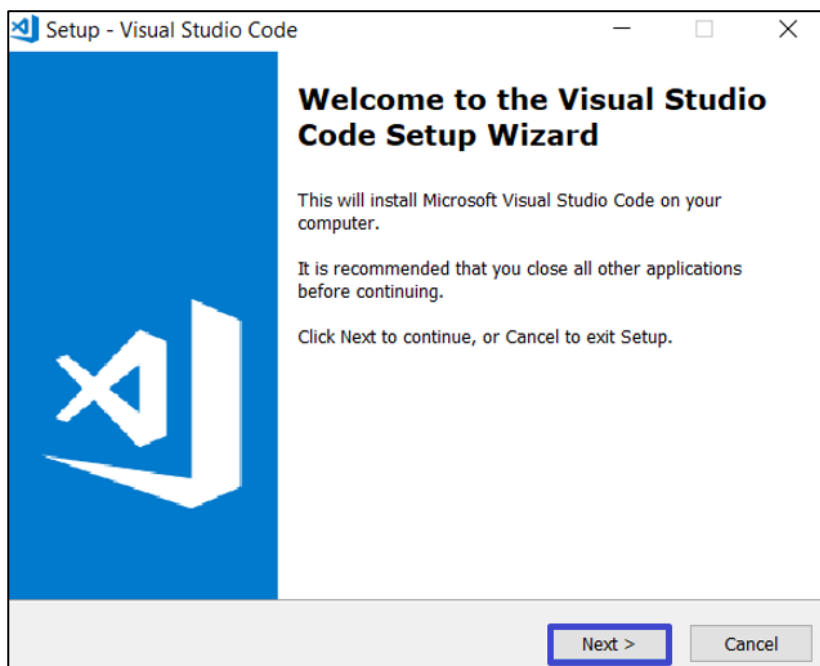 Setup - Visual Studio Code
Welcome to the Visual Studio
Code Setup Wizard
This will install Microsoft Visual Studio Code on your
computer.
It is recommended that you close all other applications
before continuing.
Click Next to continue, or Cancel to exit Setup.
Next >
Cancel